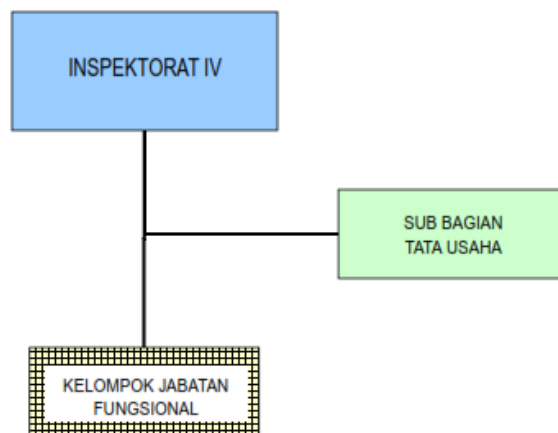 INSPEKTORAT IV
SUB BAGIAN
TATA USAHA
KELOMPOK JABATAN
FUNGSIONAL